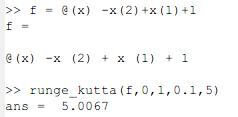 >> f = @(x) -x(2)+x(1)+1
f =
@(x) -x (2) + x (1) + 1
>> runge_kutta(f,0,1,0.1,5)
ans = 5.0067